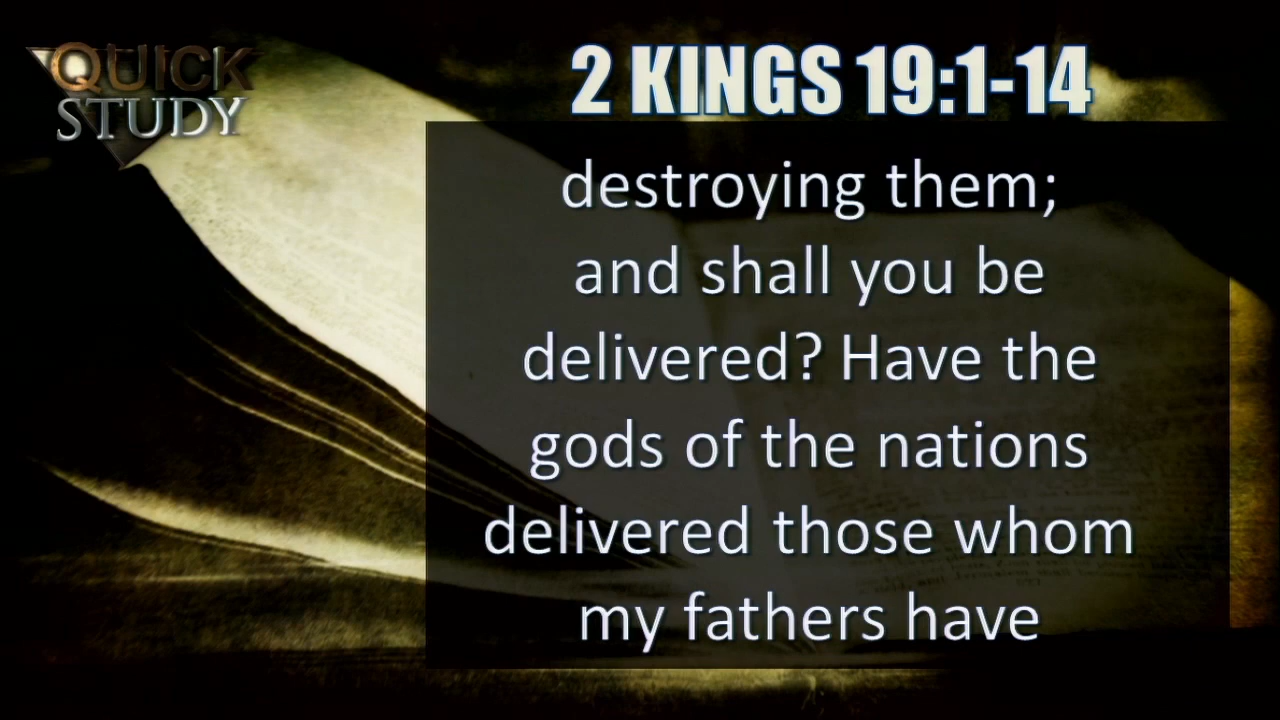 QUICK
STUDY
2 KINGS 19:1-14
destroying them;
and shall you be
delivered? Have the
gods of the nations
delivered those whom
my fathers have